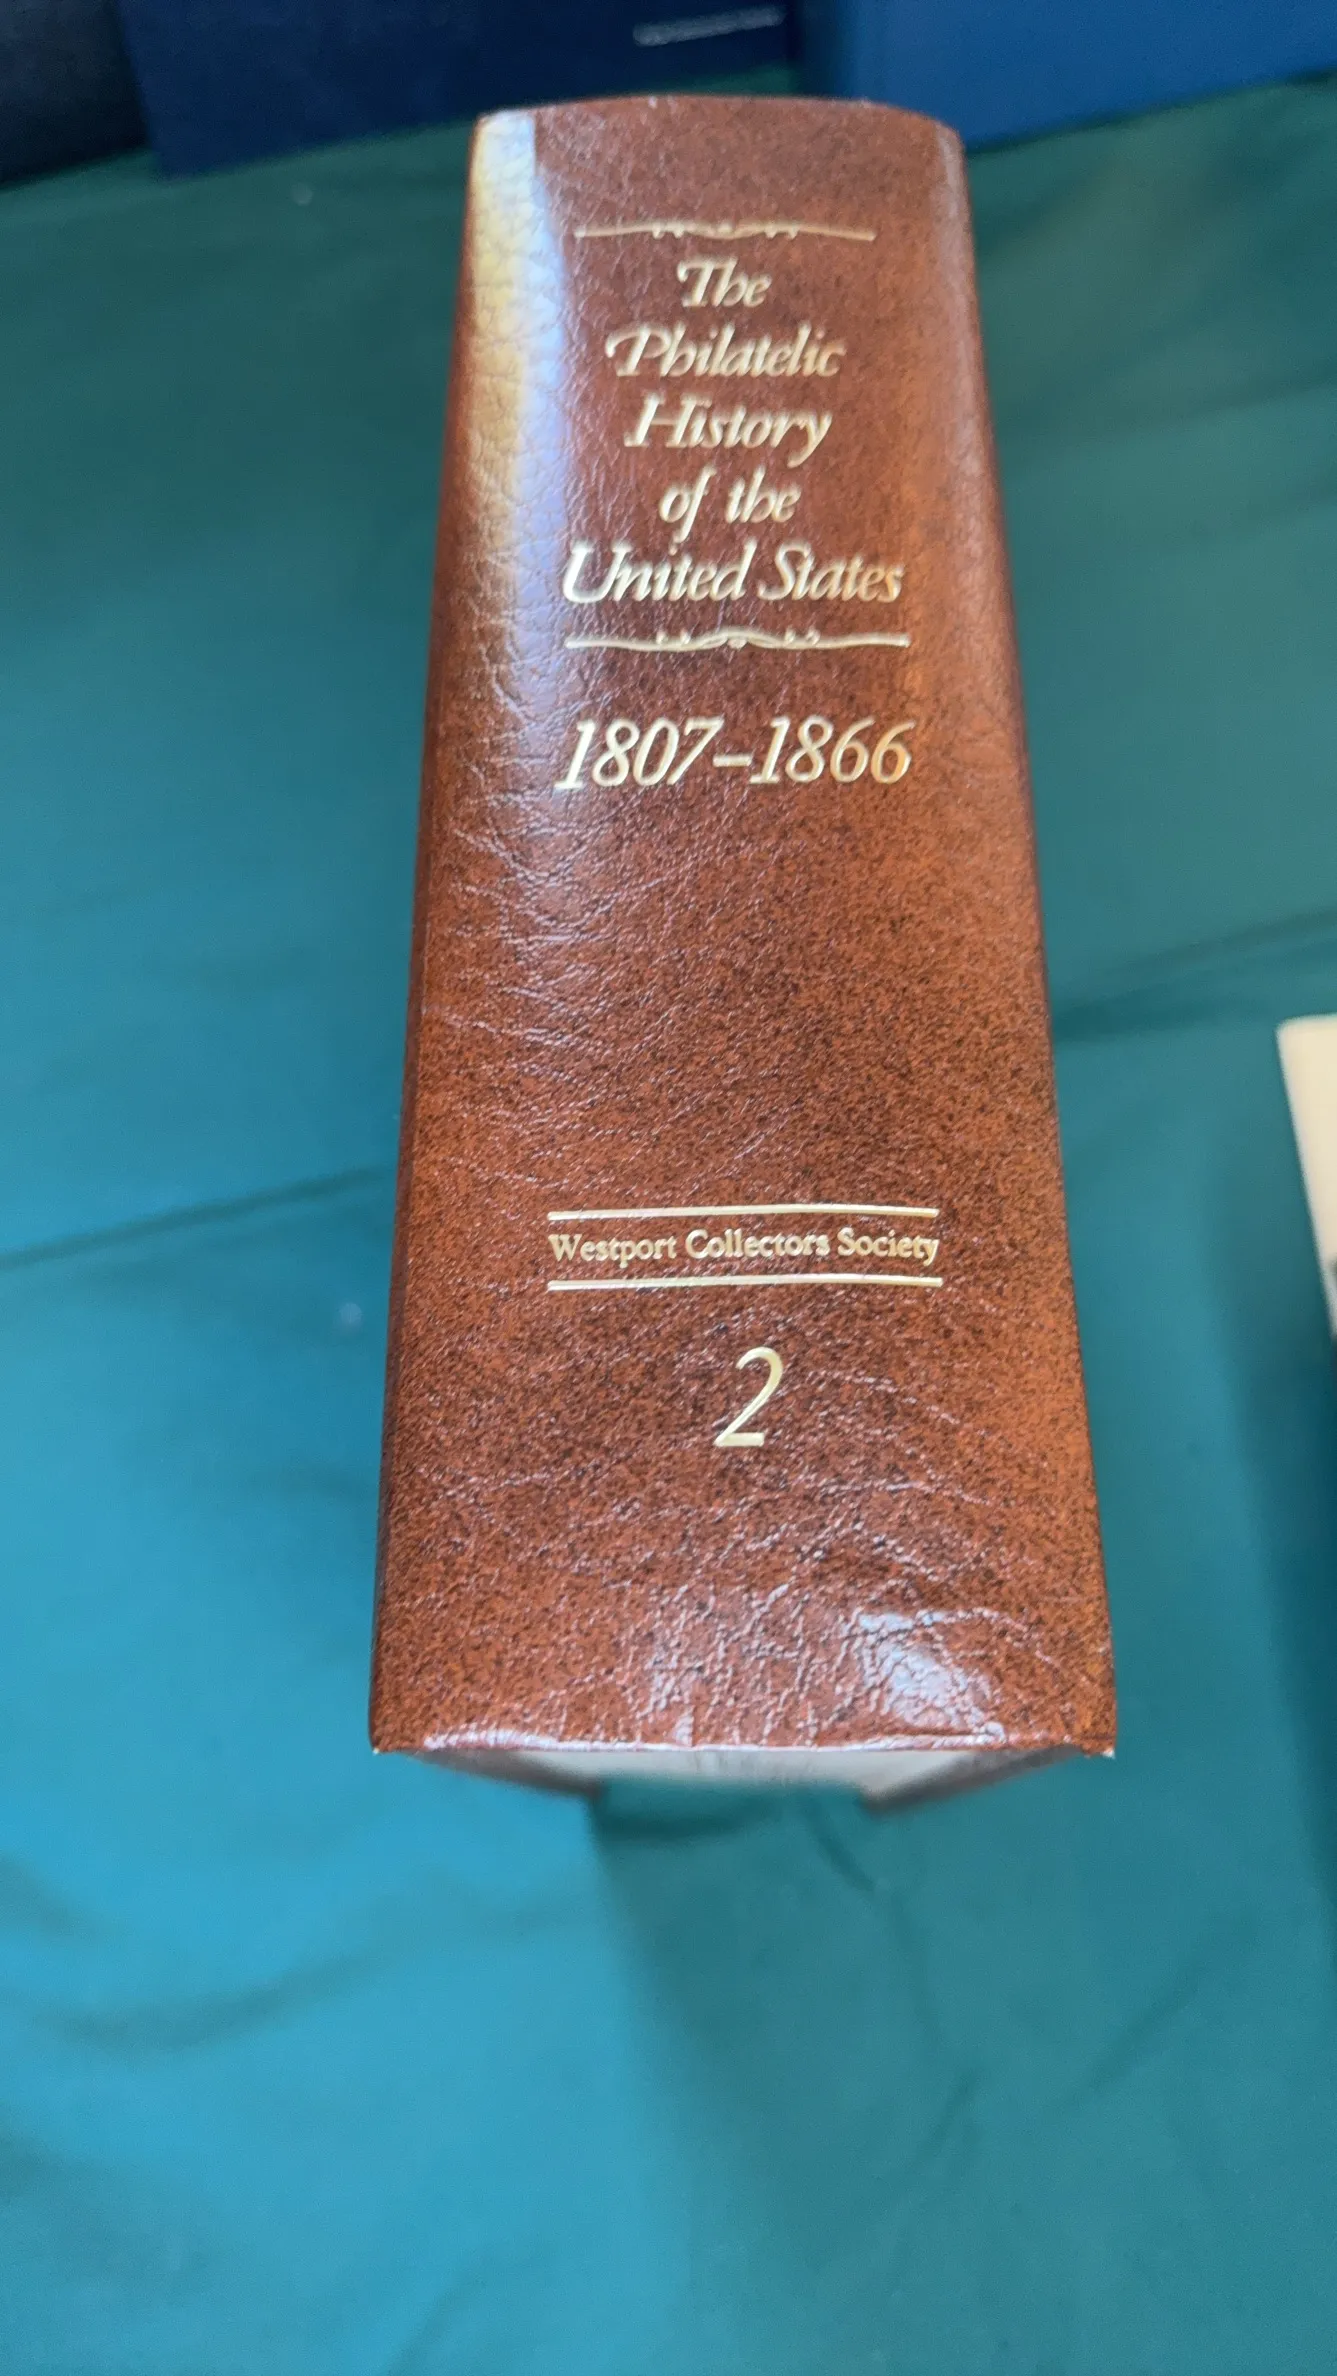 The
Philatelic
History
of the
United States
1807–1866
Westport Collectors Society
2